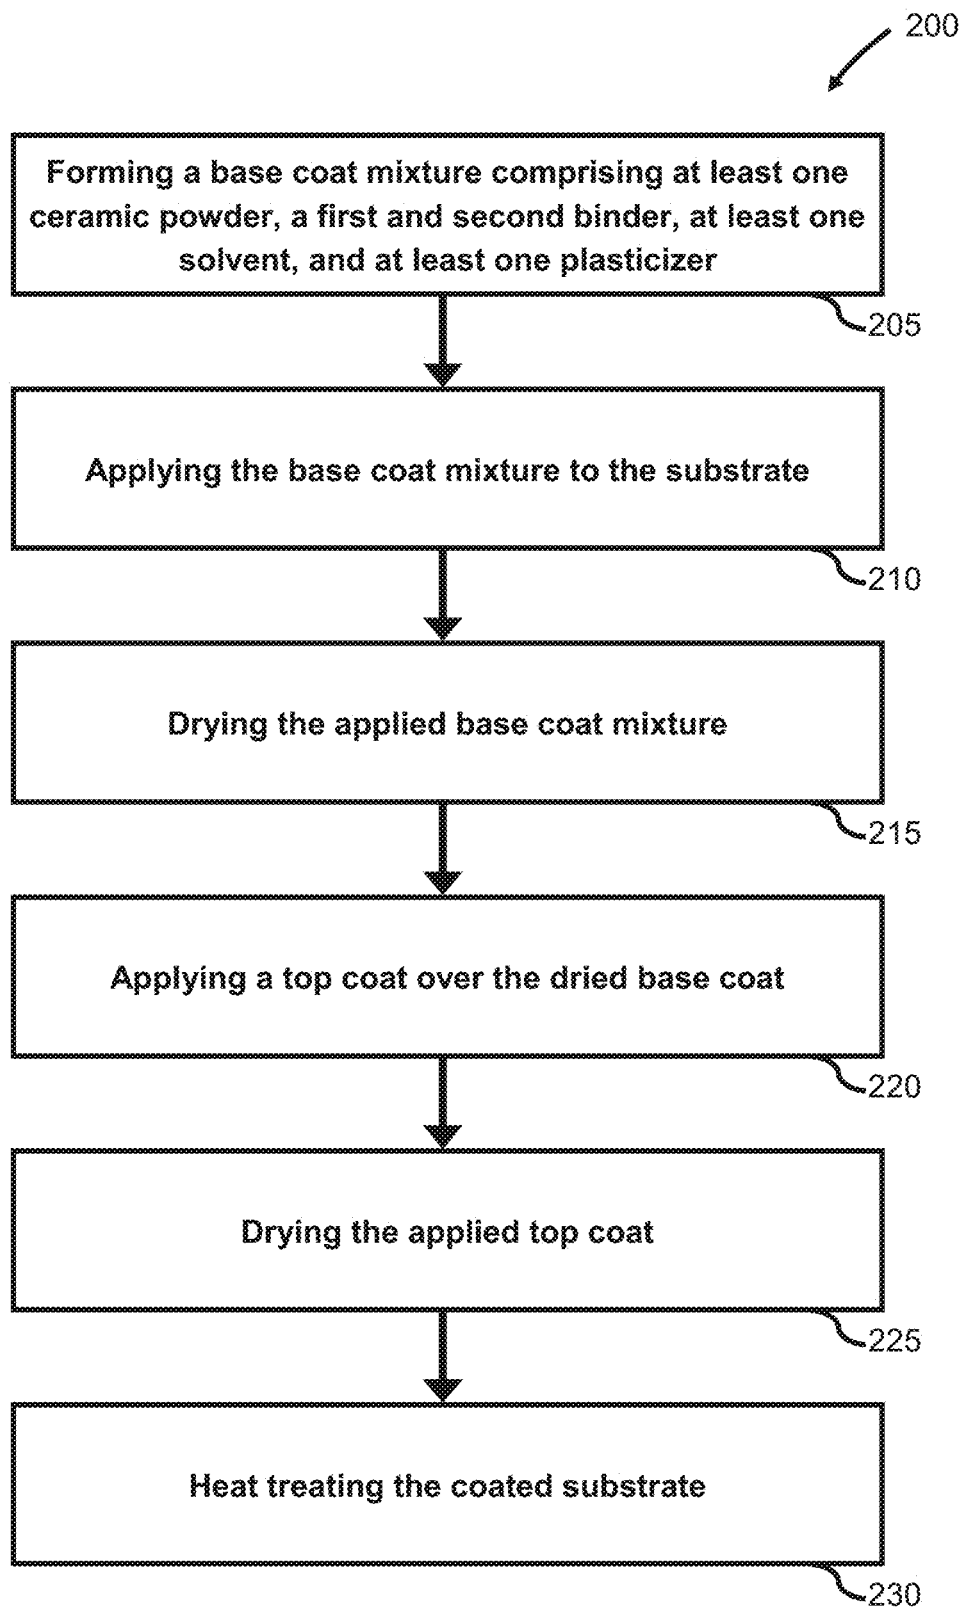 200
Forming a base coat mixture comprising at least one
ceramic powder, a first and second binder, at least one
solvent, and at least one plasticizer
205
Applying the base coat mixture to the substrate
210
Drying the applied base coat mixture
215
Applying a top coat over the dried base coat
220
Drying the applied top coat
225
Heat treating the coated substrate
230